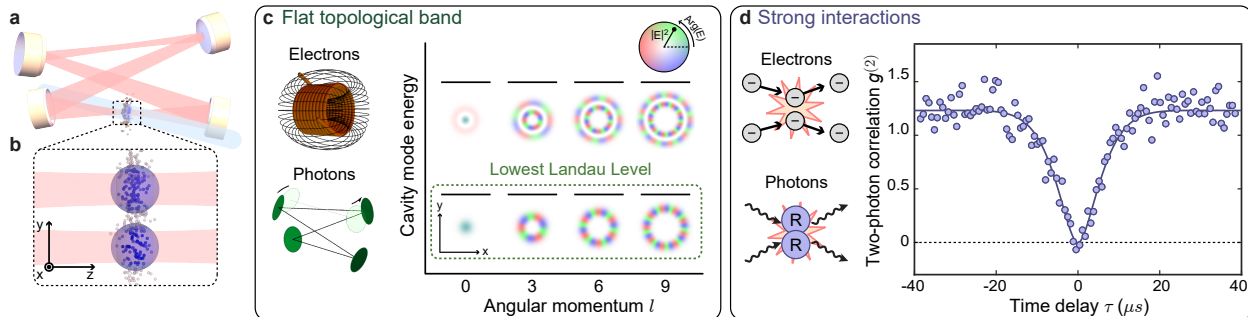 a
b
y
x
z
c Flat topological band
Electrons
Photons
Cavity mode energy
|E|²
Arg(E)
Lowest Landau Level
y
x
0 3 6 9
Angular momentum l
d Strong interactions
Electrons
− −
−
−
− −
Photons
R
R
Two-photon correlation g⁽²⁾
1.5
1.0
0.5
0
-40 -20 0 20 40
Time delay τ (μs)